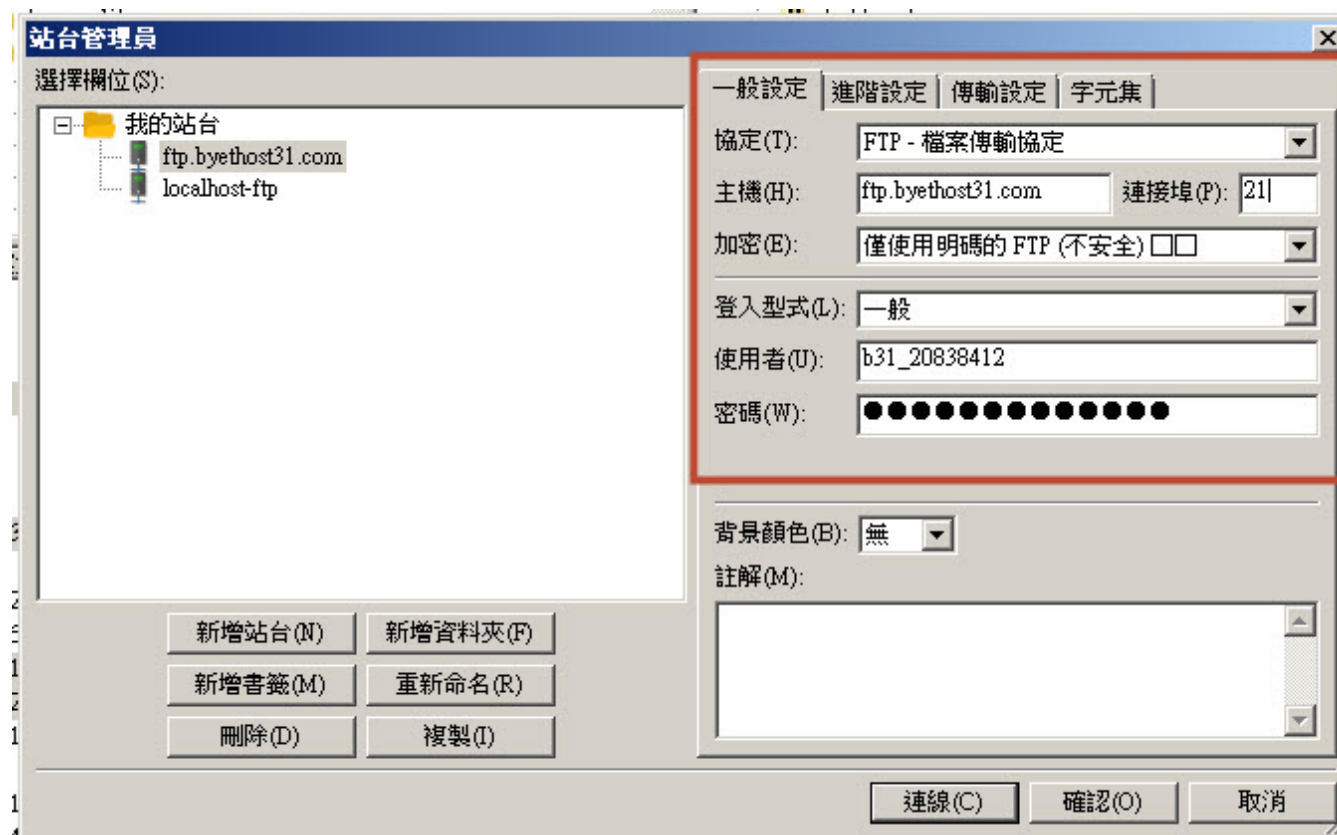 站台管理員
選擇欄位(S):
我的站台
ftp.byethost31.com
localhost-ftp
新增站台(N) 新增資料夾(F)
新增書籤(M) 重新命名(R)
刪除(D) 複製(I)
一般設定 進階設定 傳輸設定 字元集
協定(T): FTP - 檔案傳輸協定
主機(H): ftp.byethost31.com 連接埠(P): 21
加密(E): 僅使用明碼的 FTP (不安全) □□
登入型式(L): 一般
使用者(U): b31_20838412
密碼(W): ●●●●●●●●●●●●●
背景顏色(B): 無
註解(M):
連線(C) 確認(O) 取消